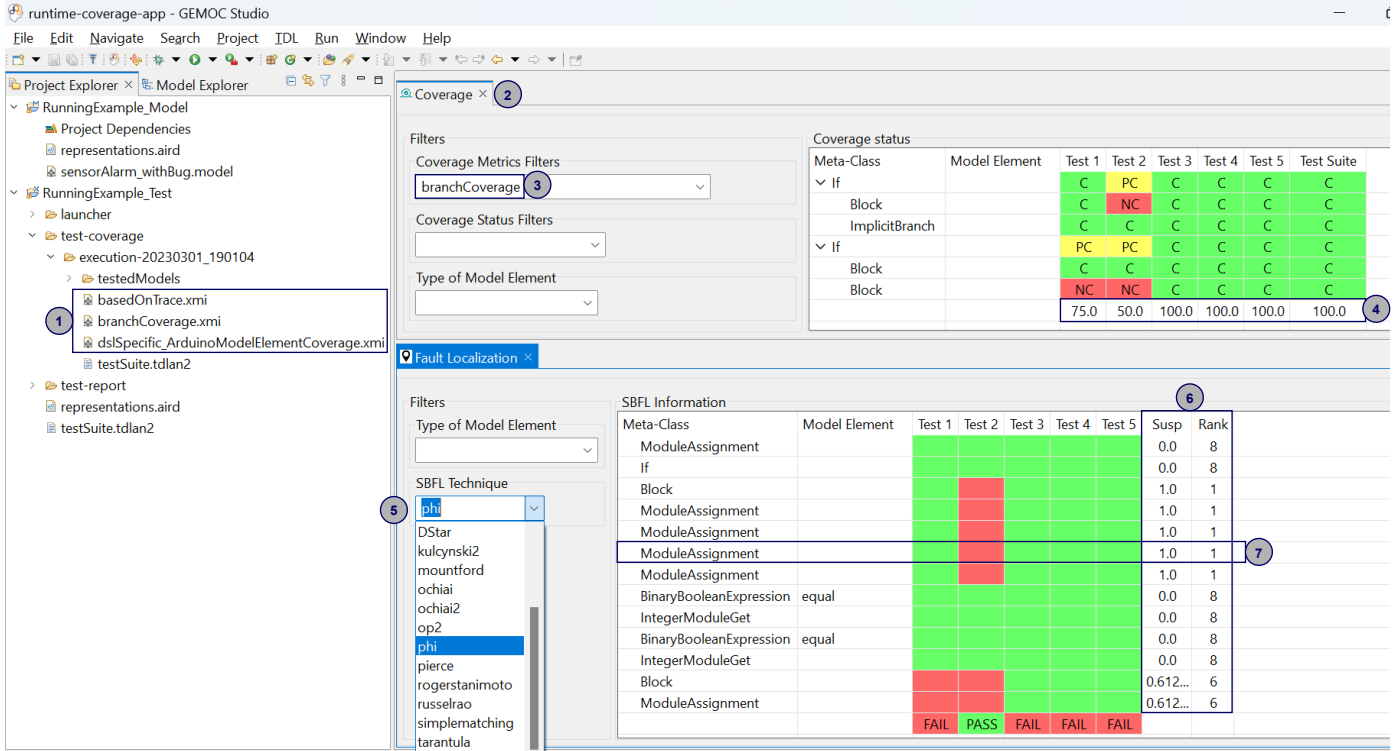 runtime-coverage-app - GEMOC Studio
File Edit Navigate Search Project TDL Run Window Help
Project Explorer Model Explorer
RunningExample_Model
Project Dependencies
representations.aird
sensorAlarm_withBug.model
RunningExample_Test
launcher
test-coverage
execution-20230301_190104
testedModels
basedOnTrace.xmi
1 branchCoverage.xmi
dslSpecific_ArduinoModelElementCoverage.xmi
testSuite.tdlan2
test-report
representations.aird
testSuite.tdlan2
Coverage 2
Filters
Coverage Metrics Filters
branchCoverage 3
Coverage Status Filters
Type of Model Element
Coverage status
Meta-Class Model Element Test 1 Test 2 Test 3 Test 4 Test 5 Test Suite
If C PC C C C C
Block C NC C C C C
ImplicitBranch C C C C C C
If PC PC C C C C
Block C C C C C C
Block NC NC C C C C
75.0 50.0 100.0 100.0 100.0 100.0 4
Fault Localization
Filters
Type of Model Element
SBFL Technique
5 phi
DStar
kulcynski2
mountford
ochiai
ochiai2
op2
phi
pierce
rogerstanimoto
russelrao
simplematching
tarantula
SBFL Information
6
Meta-Class Model Element Test 1 Test 2 Test 3 Test 4 Test 5 Susp Rank
ModuleAssignment 0.0 8
If 0.0 8
Block 1.0 1
ModuleAssignment 1.0 1
ModuleAssignment 1.0 1
ModuleAssignment 1.0 1 7
ModuleAssignment 1.0 1
BinaryBooleanExpression equal 0.0 8
IntegerModuleGet 0.0 8
BinaryBooleanExpression equal 0.0 8
IntegerModuleGet 0.0 8
Block 0.612... 6
ModuleAssignment 0.612... 6
FAIL PASS FAIL FAIL FAIL